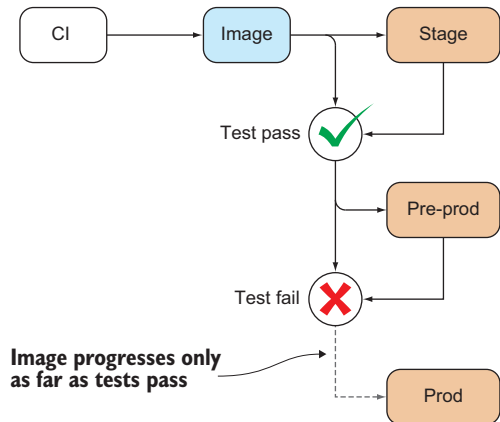 CI
Image
Stage
Test pass
Pre-prod
Test fail
Image progresses only
as far as tests pass
Prod